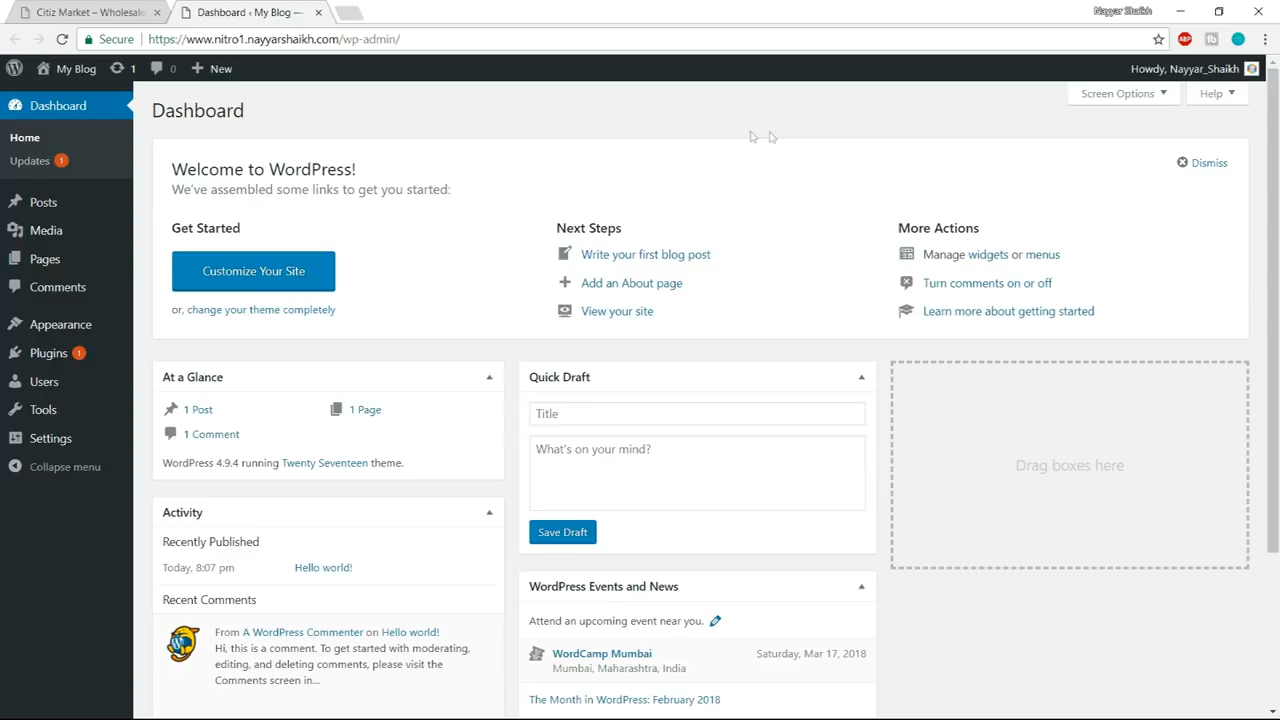 Citiz Market – Wholesale
Dashboard ‹ My Blog —
Nayyar Shaikh
Secure
https://www.nitro1.nayyarshaikh.com/wp-admin/
ABP
My Blog
1
0
New
Howdy, Nayyar_Shaikh
Dashboard
Home
Updates 1
Posts
Media
Pages
Comments
Appearance
Plugins 1
Users
Tools
Settings
Collapse menu
Dashboard
Screen Options
Help
Welcome to WordPress!
We've assembled some links to get you started:
Dismiss
Get Started
Customize Your Site
or, change your theme completely
Next Steps
Write your first blog post
Add an About page
View your site
More Actions
Manage widgets or menus
Turn comments on or off
Learn more about getting started
At a Glance
1 Post
1 Page
1 Comment
WordPress 4.9.4 running Twenty Seventeen theme.
Activity
Recently Published
Today, 8:07 pm
Hello world!
Recent Comments
From A WordPress Commenter on Hello world!
Hi, this is a comment. To get started with moderating,
editing, and deleting comments, please visit the
Comments screen in…
Quick Draft
Title
What's on your mind?
Save Draft
WordPress Events and News
Attend an upcoming event near you.
WordCamp Mumbai
Saturday, Mar 17, 2018
Mumbai, Maharashtra, India
The Month in WordPress: February 2018
Drag boxes here